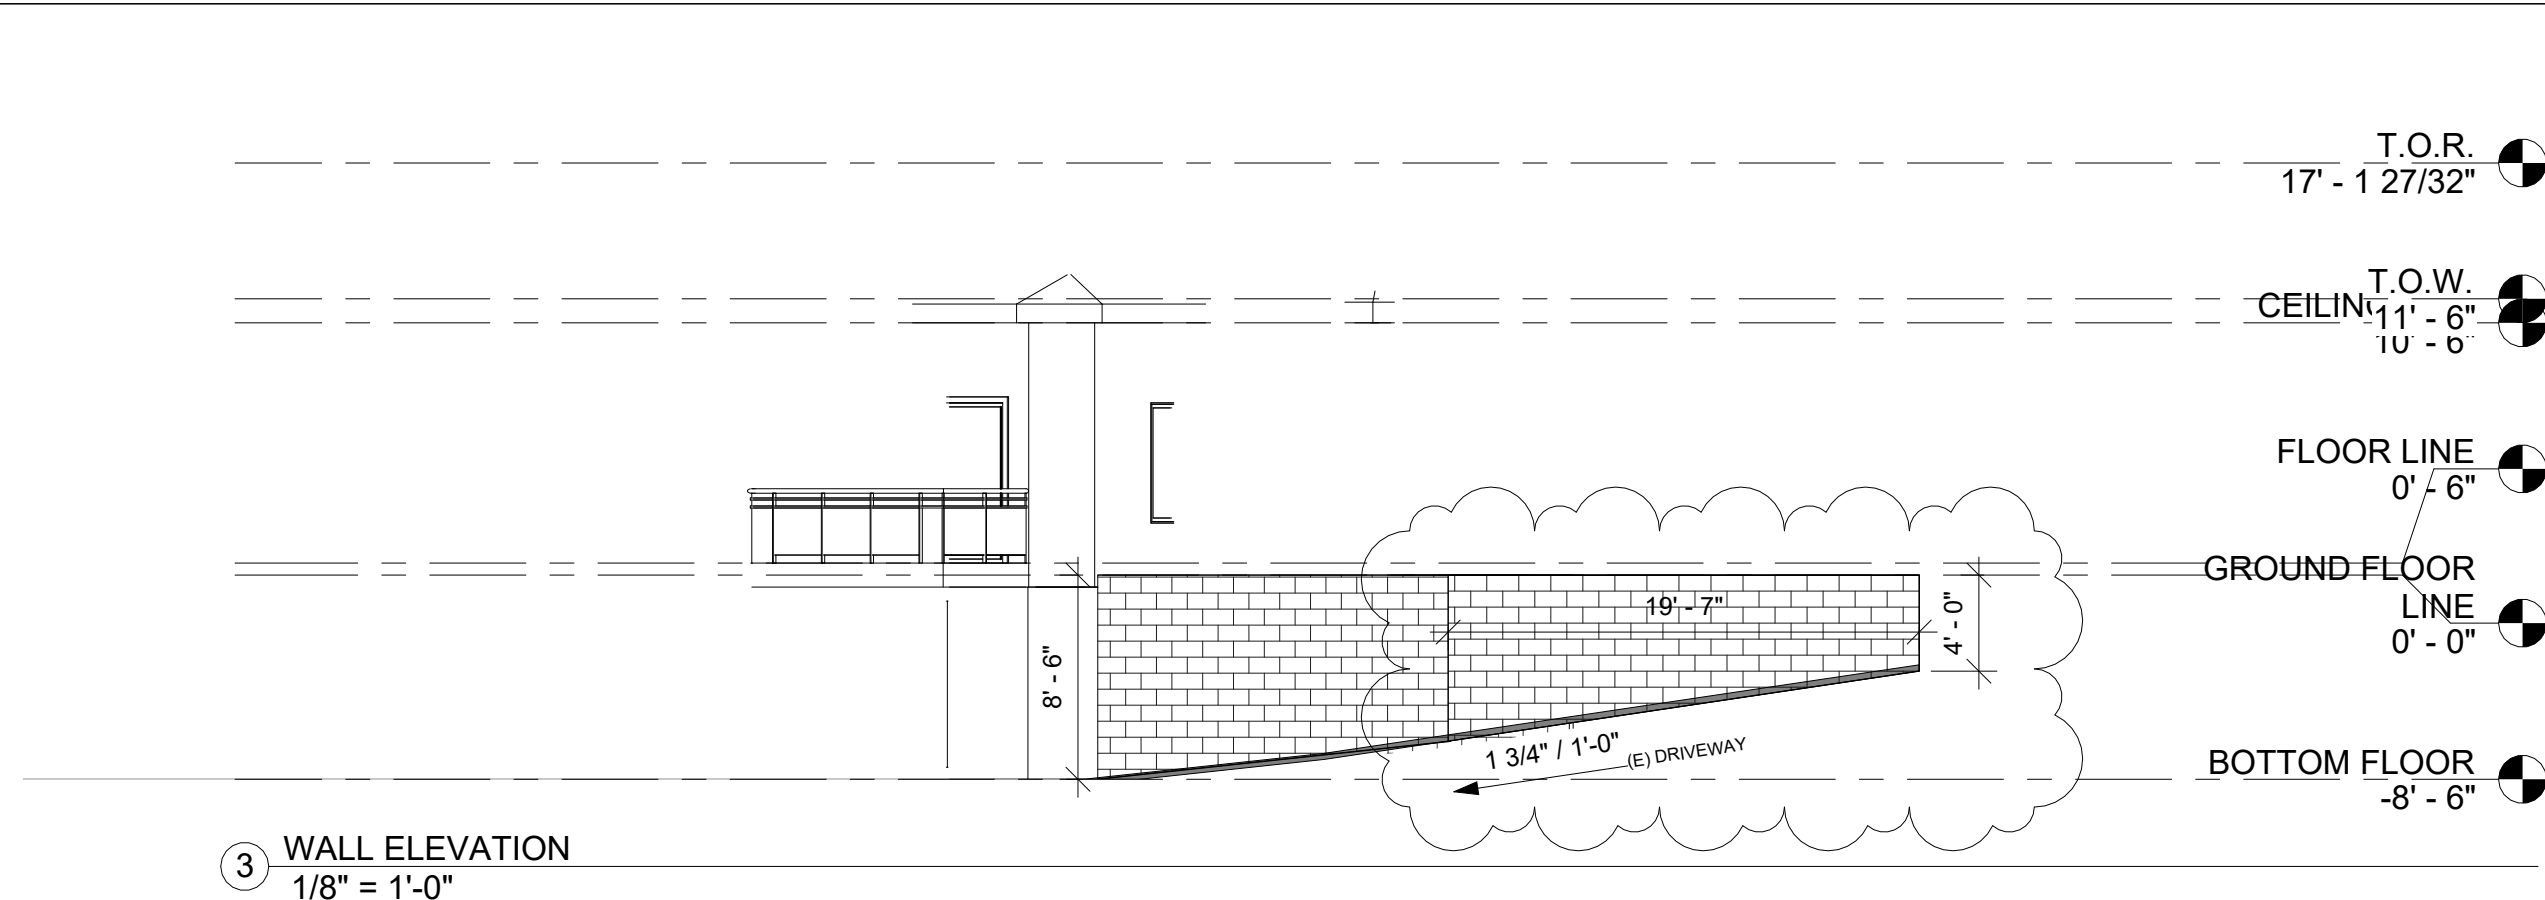 T.O.R.
17' - 1 27/32"
T.O.W.
11' - 6"
10' - 6"
FLOOR LINE
0' - 6"
GROUND FLOOR
LINE
0' - 0"
19' - 7"
4' - 0"
8' - 6"
1 3/4" / 1'-0"
(E) DRIVEWAY
BOTTOM FLOOR
-8' - 6"
3
WALL ELEVATION
1/8" = 1'-0"